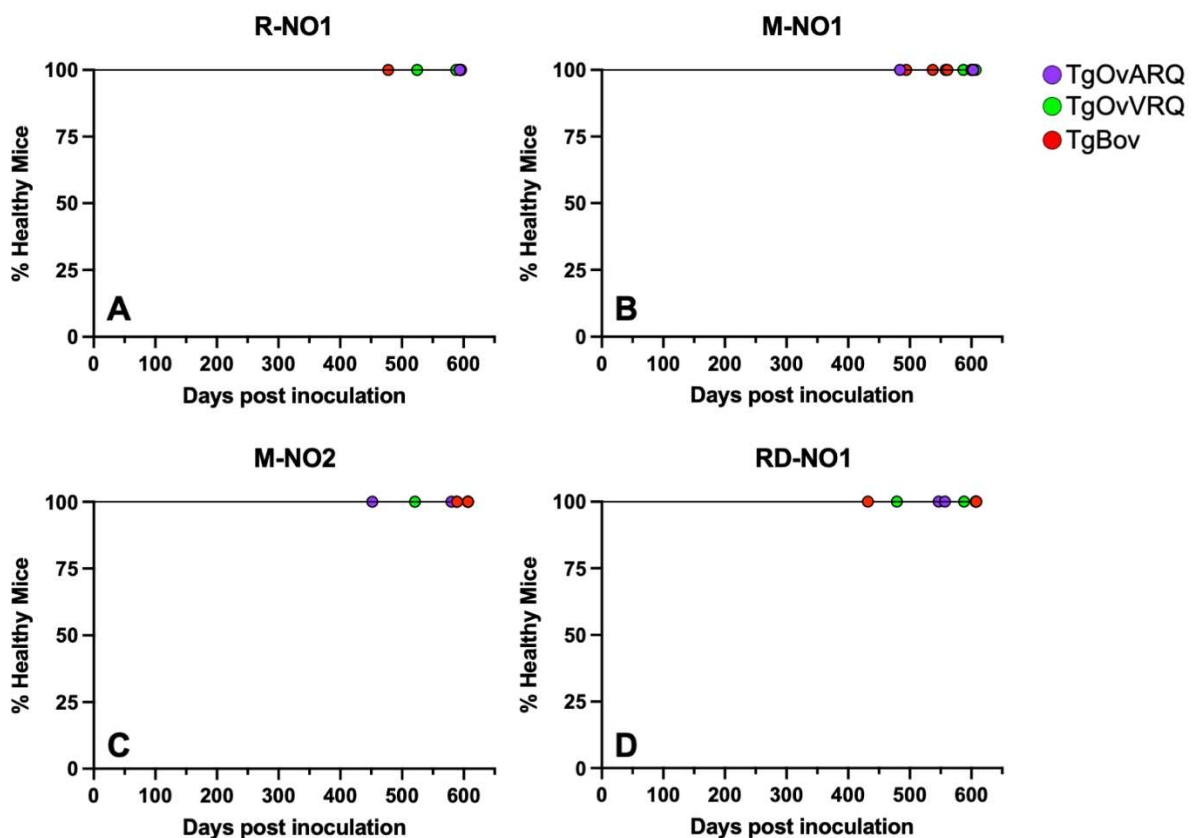 R-NO1
100
75
50
25
0
% Healthy Mice
A
0 100 200 300 400 500 600
Days post inoculation
M-NO1
100
75
50
25
0
% Healthy Mice
B
0 100 200 300 400 500 600
Days post inoculation
TgOvARQ
TgOvVRQ
TgBov
M-NO2
100
75
50
25
0
% Healthy Mice
C
0 100 200 300 400 500 600
Days post inoculation
RD-NO1
100
75
50
25
0
% Healthy Mice
D
0 100 200 300 400 500 600
Days post inoculation